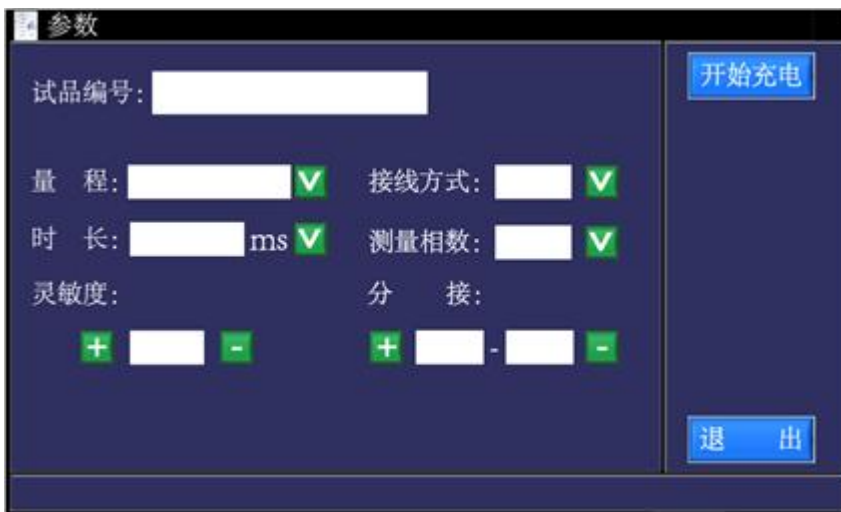 参数
试品编号:
开始充电
量 程:
接线方式:
时 长: ms
测量相数:
灵敏度:
分 接:
+ -
+ - -
退 出